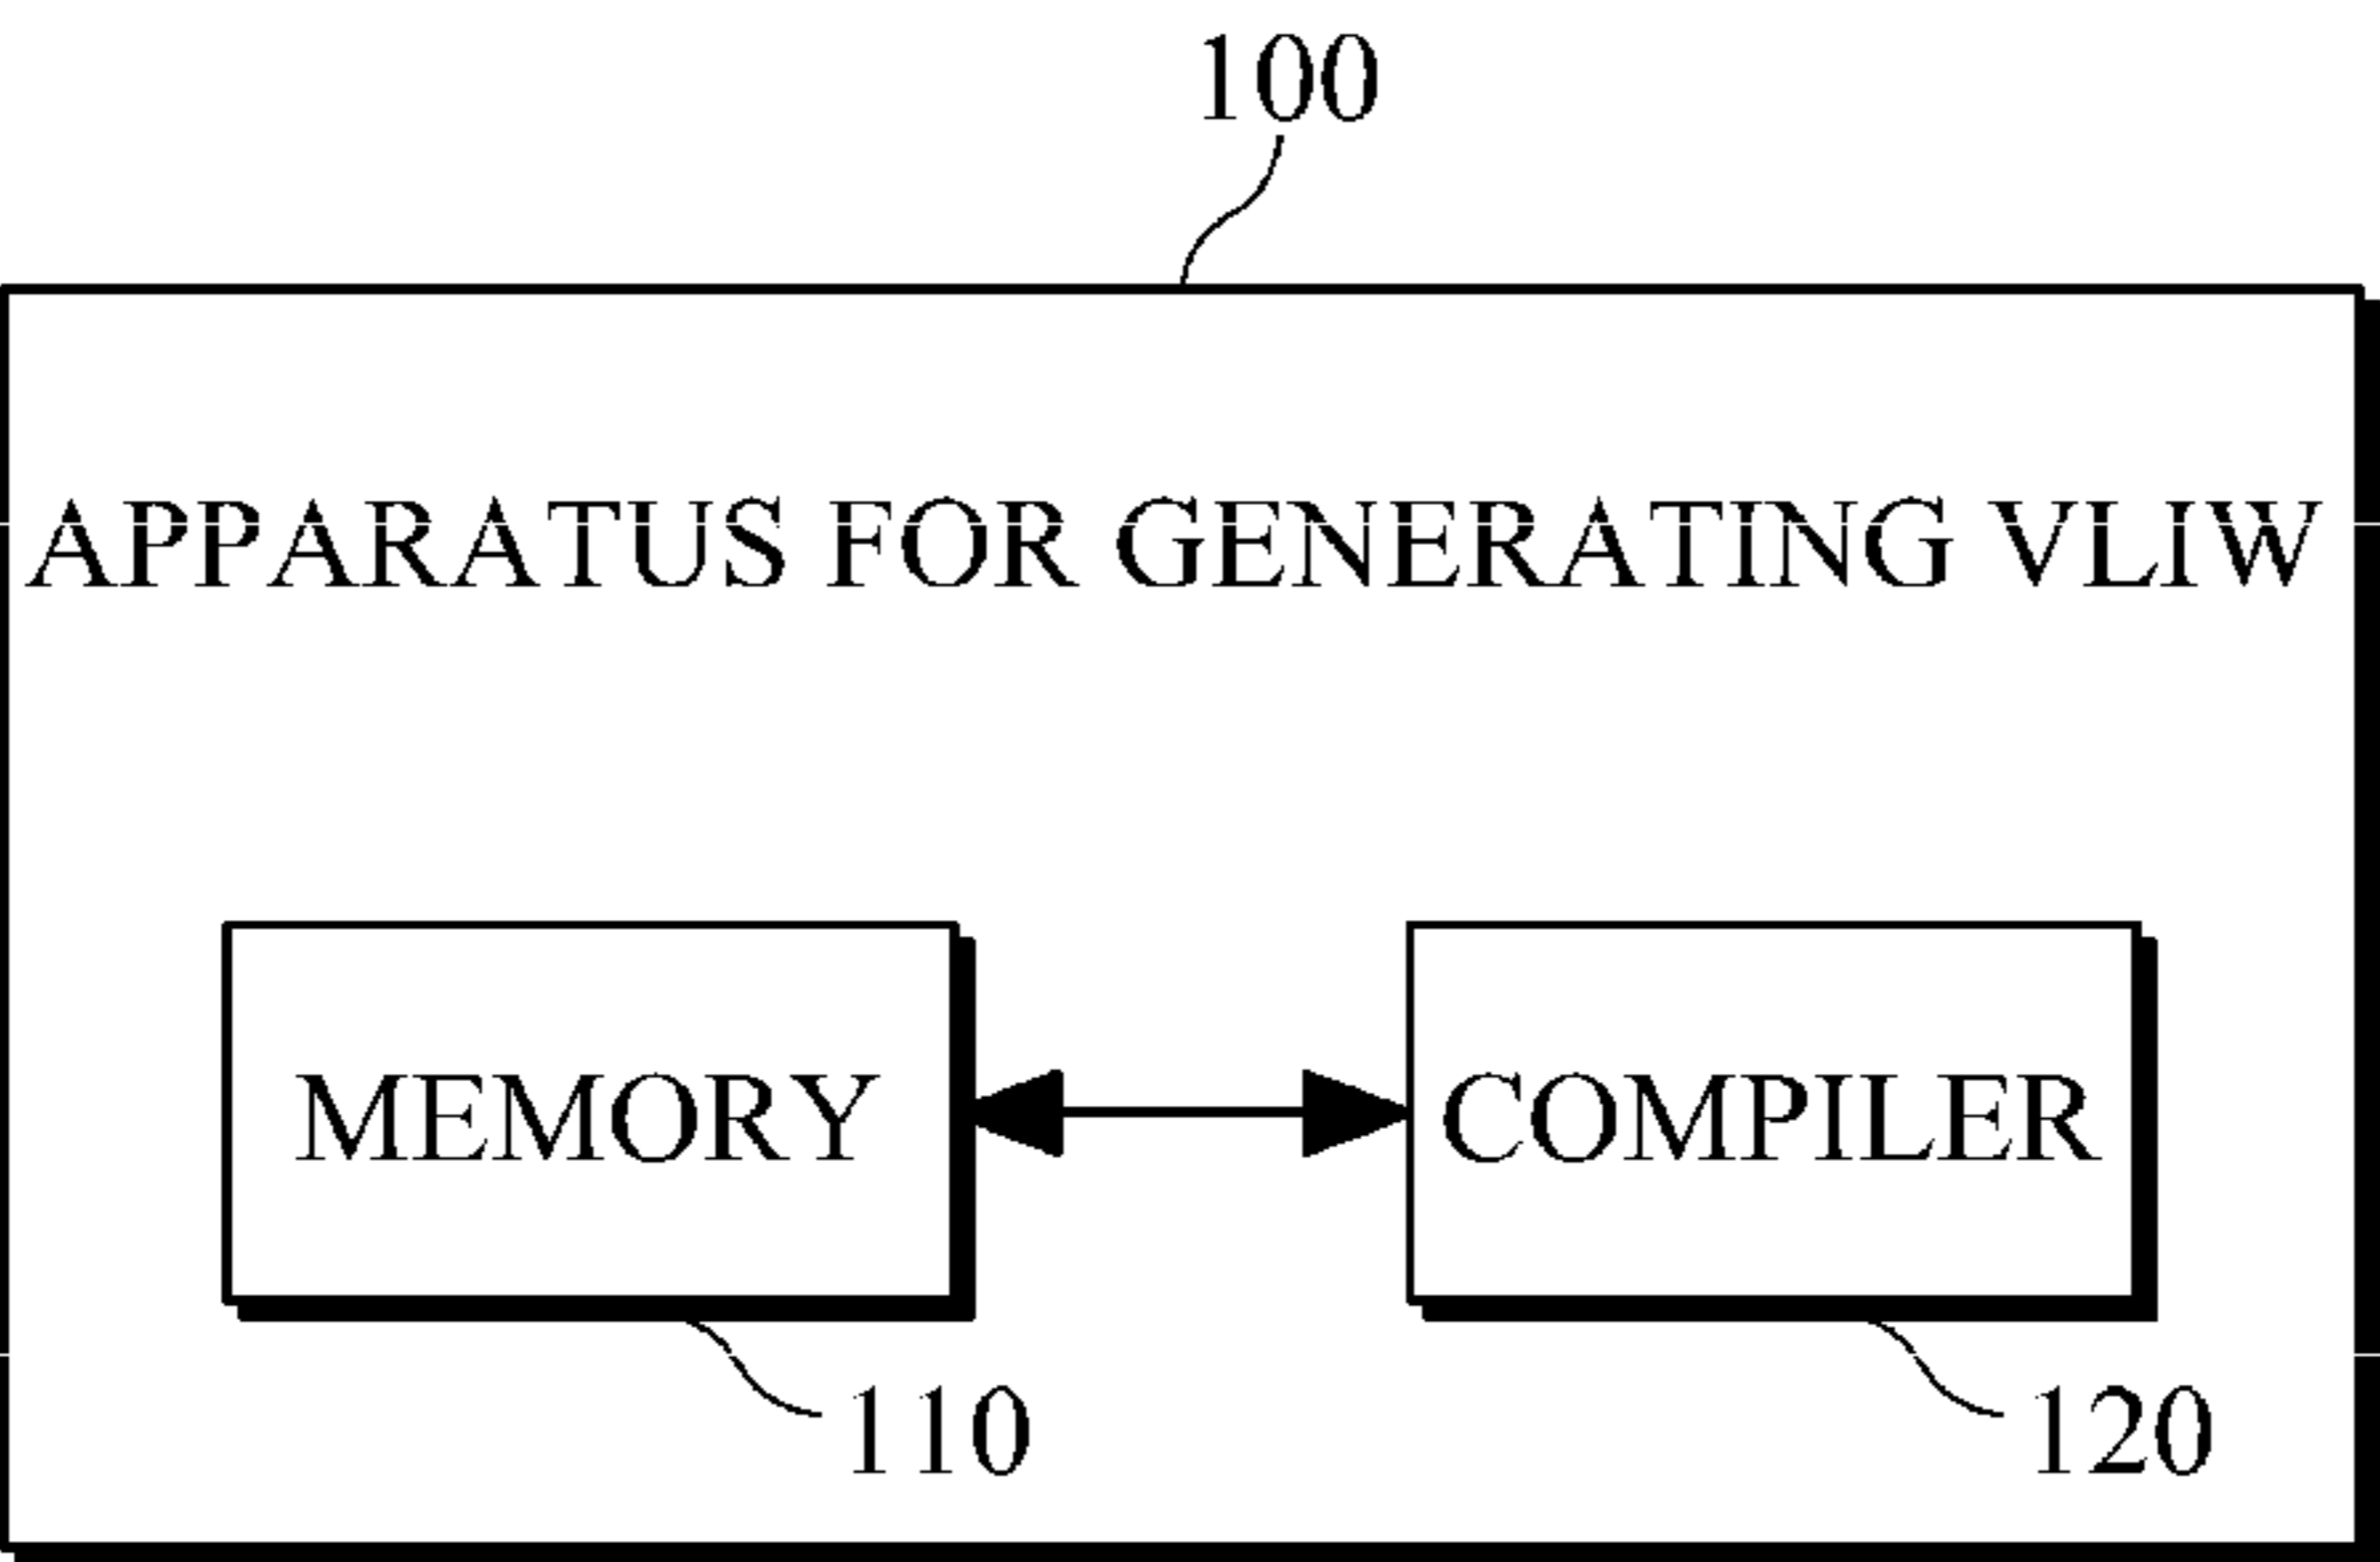 100
APPARATUS FOR GENERATING VLIW
MEMORY
COMPILER
110
120